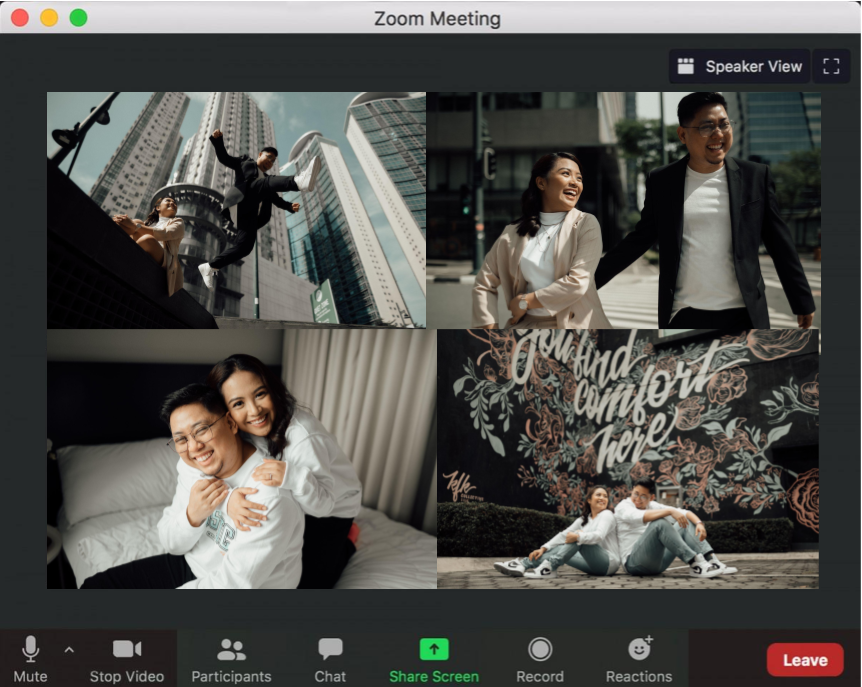 Zoom Meeting
Speaker View
You find
comfort
here
Mute
Stop Video
Participants
Chat
Share Screen
Record
Reactions
Leave